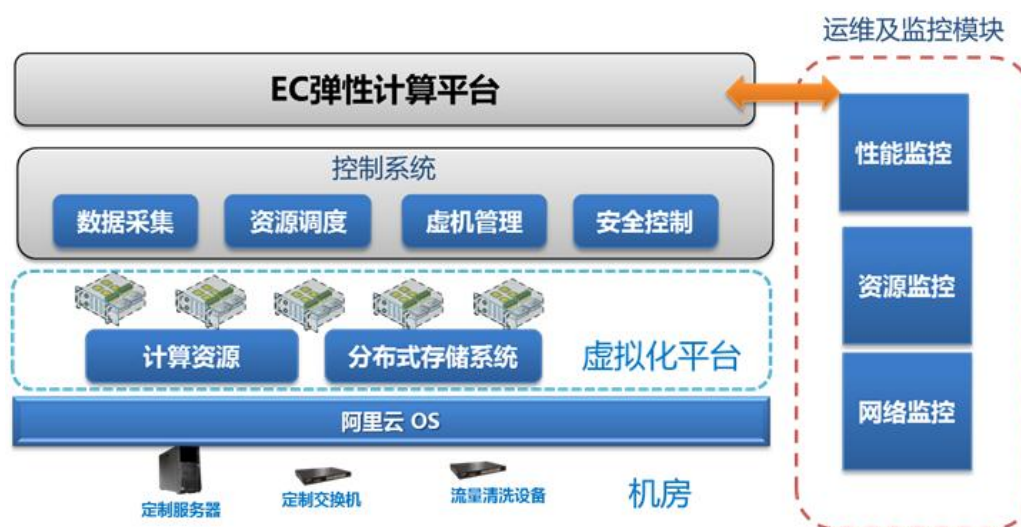 运维及监控模块
EC弹性计算平台
控制系统
数据采集
资源调度
虚机管理
安全控制
计算资源
分布式存储系统
虚拟化平台
阿里云 OS
定制服务器
定制交换机
流量清洗设备
机房
性能监控
资源监控
网络监控